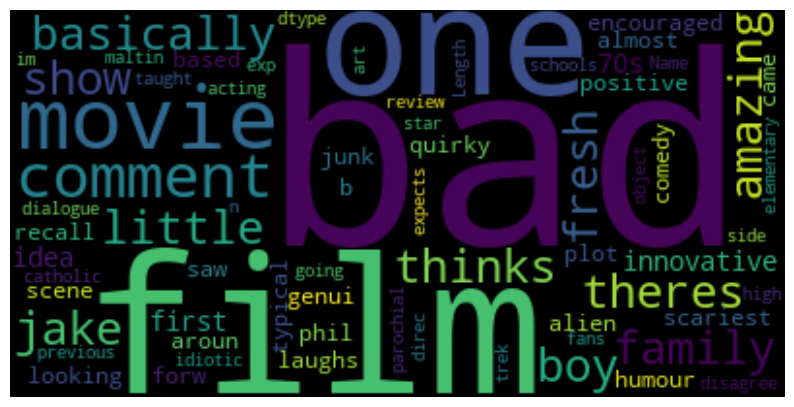 basically
dtype
im
maltin
based
exp
show
taught
acting
art
one
Length
encouraged
almost
schools
70s
Name
positive
came
amazing
elementary
movie
review
star
quirky
bad
fresh
comedy
object
comment
junk
b
expects
dialogue
n
recall
little
side
idea
catholic
saw
going
thinks
plot
innovative
scene
typical
genui
theres
high
film
jake
first
aroun
phil
parochial
direc
trek
alien
scariest
previous
idiotic
laughs
boy
fans
family
looking
forw
humour
disagree